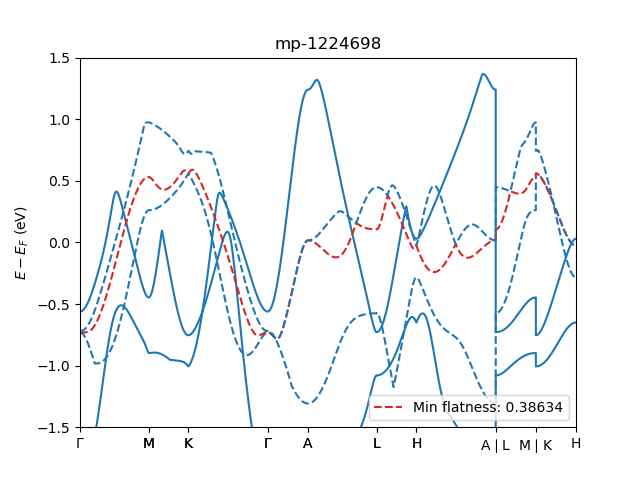 mp-1224698
E − E_F (eV)
1.5
1.0
0.5
0.0
−0.5
−1.0
−1.5
Min flatness: 0.38634
Γ M K Γ A L H A | L M | K H